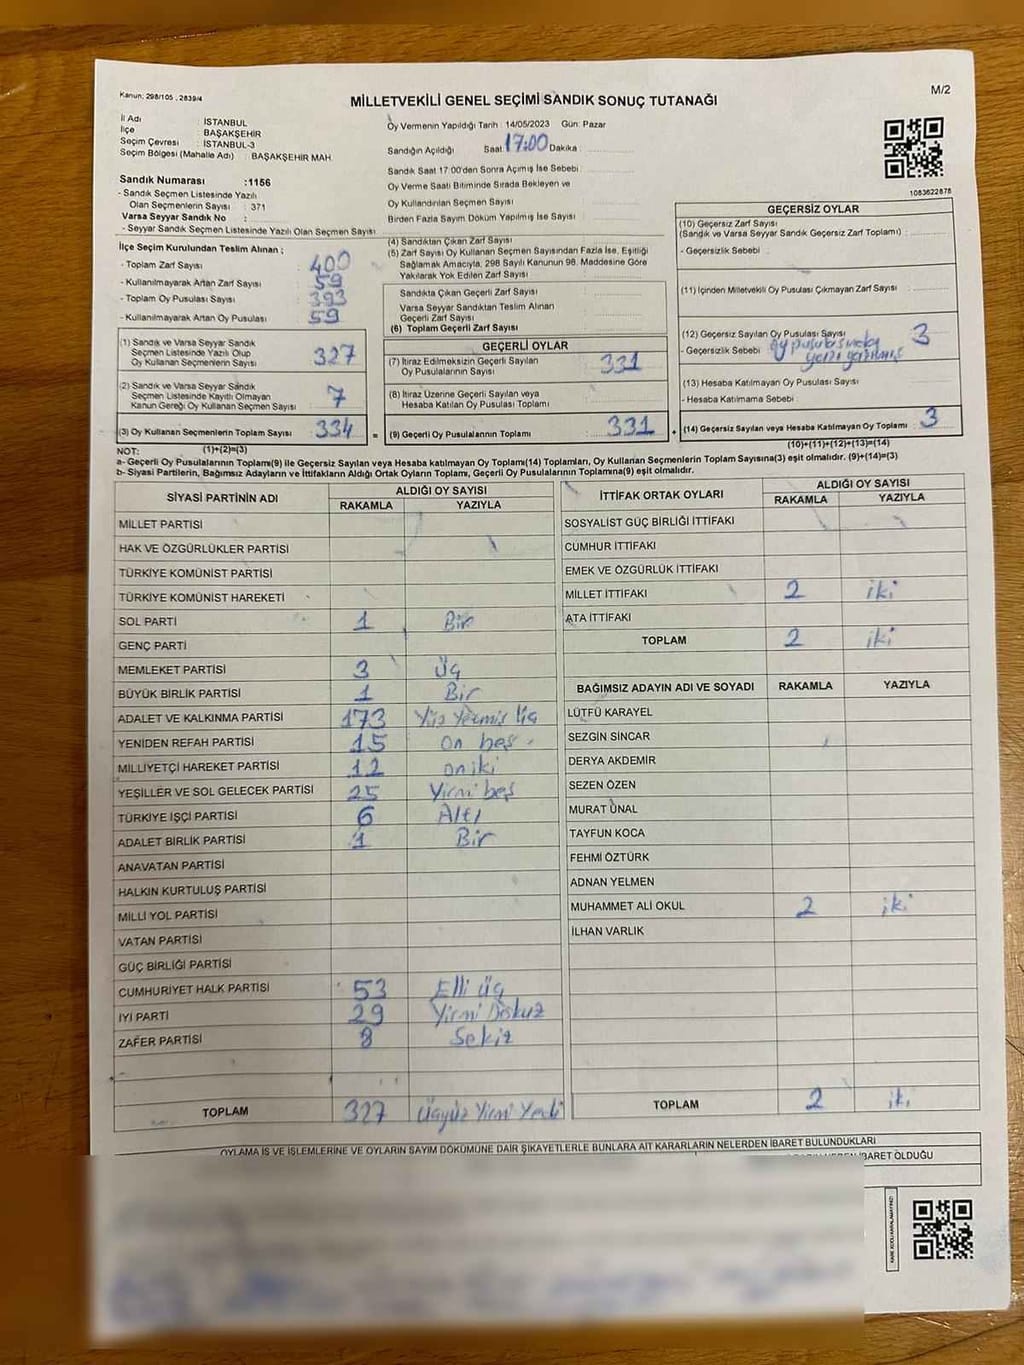 Kanun: 298/105 , 2839/4
MİLLETVEKİLİ GENEL SEÇİMİ SANDIK SONUÇ TUTANAĞI
M/2
İl Adı : İSTANBUL
İlçe : BAŞAKŞEHİR
Seçim Çevresi : İSTANBUL-3
Seçim Bölgesi (Mahalle Adı) : BAŞAKŞEHİR MAH.
Sandık Numarası :1156
- Sandık Seçmen Listesinde Yazılı
Olan Seçmenlerin Sayısı : 371
Varsa Seyyar Sandık No :
- Seyyar Sandık Seçmen Listesinde Yazılı Olan Seçmen Sayısı
Oy Vermenin Yapıldığı Tarih : 14/05/2023 Gün: Pazar
Sandığın Açıldığı Saat 17:00 Dakika
Sandık Saat 17:00'den Sonra Açılmış İse Sebebi
Oy Verme Saati Bitiminde Sırada Bekleyen ve
Oy Kullandırılan Seçmen Sayısı
Birden Fazla Sayım Döküm Yapılmış İse Sayısı
1083622878
İlçe Seçim Kurulundan Teslim Alınan ;
- Toplam Zarf Sayısı : 400
- Kullanılmayarak Artan Zarf Sayısı : 59
- Toplam Oy Pusulası Sayısı : 393
- Kullanılmayarak Artan Oy Pusulası : 59
(1) Sandık ve Varsa Seyyar Sandık
Seçmen Listesinde Yazılı Olup
Oy Kullanan Seçmenlerin Sayısı : 327
(2) Sandık ve Varsa Seyyar Sandık
Seçmen Listesinde Kayıtlı Olmayan
Kanun Gereği Oy Kullanan Seçmen Sayısı : 7
(3) Oy Kullanan Seçmenlerin Toplam Sayısı : 334 =
(4) Sandıktan Çıkan Zarf Sayısı
(5) Zarf Sayısı Oy Kullanan Seçmen Sayısından Fazla İse, Eşitliği
Sağlamak Amacıyla, 298 Sayılı Kanunun 98. Maddesine Göre
Yakılarak Yok Edilen Zarf Sayısı
Sandıkta Çıkan Geçerli Zarf Sayısı
Varsa Seyyar Sandıktan Teslim Alınan
Geçerli Zarf Sayısı
(6) Toplam Geçerli Zarf Sayısı
GEÇERLİ OYLAR
(7) İtiraz Edilmeksizin Geçerli Sayılan
Oy Pusulalarının Sayısı : 331
(8) İtiraz Üzerine Geçerli Sayılan veya
Hesaba Katılan Oy Pusulası Toplamı
(9) Geçerli Oy Pusulalarının Toplamı : 331 +
GEÇERSİZ OYLAR
(10) Geçersiz Zarf Sayısı
(Sandık ve Varsa Seyyar Sandık Geçersiz Zarf Toplamı) :
- Geçersizlik Sebebi
(11) İçinden Milletvekili Oy Pusulası Çıkmayan Zarf Sayısı
(12) Geçersiz Sayılan Oy Pusulası Sayısı : 3
- Geçersizlik Sebebi : oy pusulasında
yazı yazılmış
(13) Hesaba Katılmayan Oy Pusulası Sayısı
- Hesaba Katılmama Sebebi
(14) Geçersiz Sayılan veya Hesaba Katılmayan Oy Toplamı : 3
NOT: (1)+(2)=(3) (10)+(11)+(12)+(13)=(14)
a- Geçerli Oy Pusulalarının Toplamı(9) ile Geçersiz Sayılan veya Hesaba katılmayan Oy Toplam(14) Toplamları, Oy Kullanan Seçmenlerin Toplam Sayısına(3) eşit olmalıdır. (9)+(14)=(3)
b- Siyasi Partilerin, Bağımsız Adayların ve İttifakların Aldığı Ortak Oyların Toplamı, Geçerli Oy Pusulalarının Toplamına(9) eşit olmalıdır.
SİYASİ PARTİNİN ADI ALDIĞI OY SAYISI
RAKAMLA YAZIYLA
MİLLET PARTİSİ
HAK VE ÖZGÜRLÜKLER PARTİSİ
TÜRKİYE KOMÜNİST PARTİSİ
TÜRKİYE KOMÜNİST HAREKETİ
SOL PARTİ 1 Bir
GENÇ PARTİ
MEMLEKET PARTİSİ 3 Üç
BÜYÜK BİRLİK PARTİSİ 1 Bir
ADALET VE KALKINMA PARTİSİ 173 Yüz Yetmiş Üç
YENİDEN REFAH PARTİSİ 15 on beş
MİLLİYETÇİ HAREKET PARTİSİ 12 on iki
YEŞİLLER VE SOL GELECEK PARTİSİ 25 Yirmi beş
TÜRKİYE İŞÇİ PARTİSİ 6 Altı
ADALET BİRLİK PARTİSİ 1 Bir
ANAVATAN PARTİSİ
HALKIN KURTULUŞ PARTİSİ
MİLLİ YOL PARTİSİ
VATAN PARTİSİ
GÜÇ BİRLİĞİ PARTİSİ
CUMHURİYET HALK PARTİSİ 53 Elli üç
İYİ PARTİ 29 Yirmi Dokuz
ZAFER PARTİSİ 8 Sekiz
TOPLAM 327 Üçyüz Yirmi Yedi
İTTİFAK ORTAK OYLARI ALDIĞI OY SAYISI
RAKAMLA YAZIYLA
SOSYALİST GÜÇ BİRLİĞİ İTTİFAKI
CUMHUR İTTİFAKI
EMEK VE ÖZGÜRLÜK İTTİFAKI
MİLLET İTTİFAKI 2 iki
ATA İTTİFAKI
TOPLAM 2 iki
BAĞIMSIZ ADAYIN ADI VE SOYADI RAKAMLA YAZIYLA
LÜTFÜ KARAYEL
SEZGİN SİNCAR
DERYA AKDEMİR
SEZEN ÖZEN
MURAT ÜNAL
TAYFUN KOCA
FEHMİ ÖZTÜRK
ADNAN YELMEN
MUHAMMET ALİ OKUL 2 iki
İLHAN VARLIK
TOPLAM 2 iki
OYLAMA İŞ VE İŞLEMLERİNE VE OYLARIN SAYIM DÖKÜMÜNE DAİR ŞİKAYETLERLE BUNLARA AİT KARARLARIN NELERDEN İBARET BULUNDUKLARI
İBARET OLDUĞU